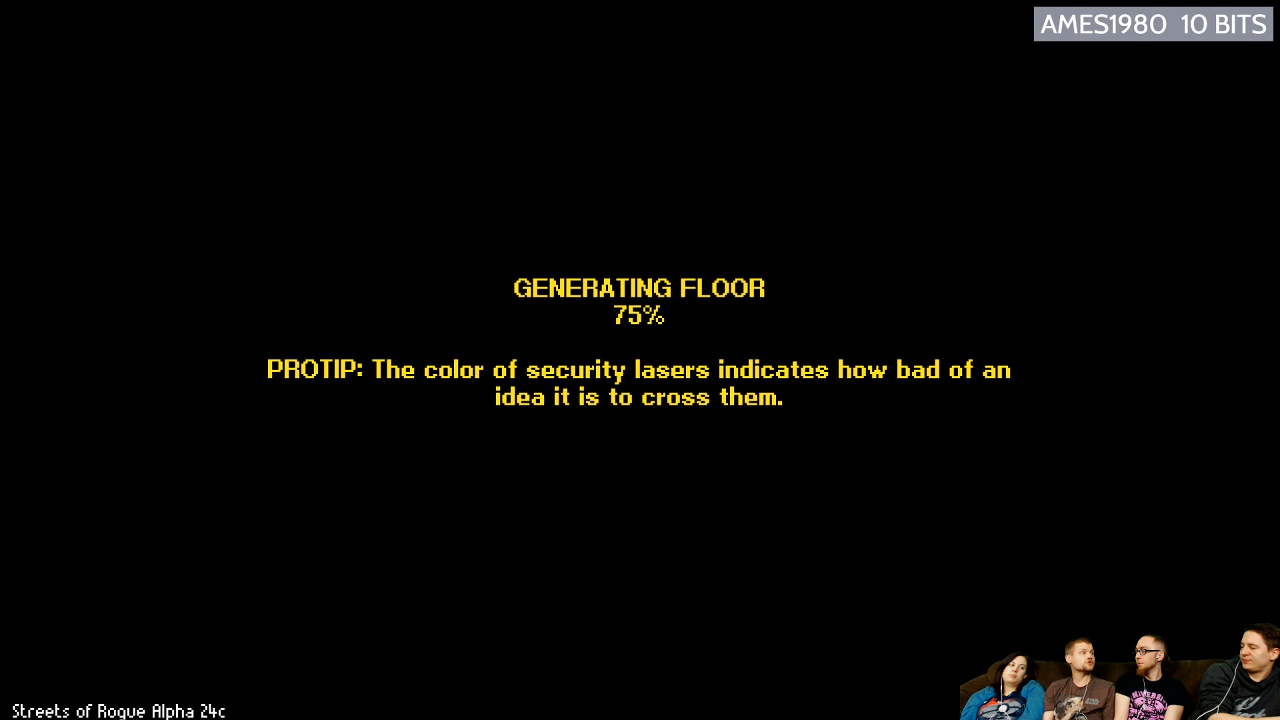 AMES1980 10 BITS
GENERATING FLOOR
75%
PROTIP: The color of security lasers indicates how bad of an
idea it is to cross them.
Streets of Rogue Alpha 24c